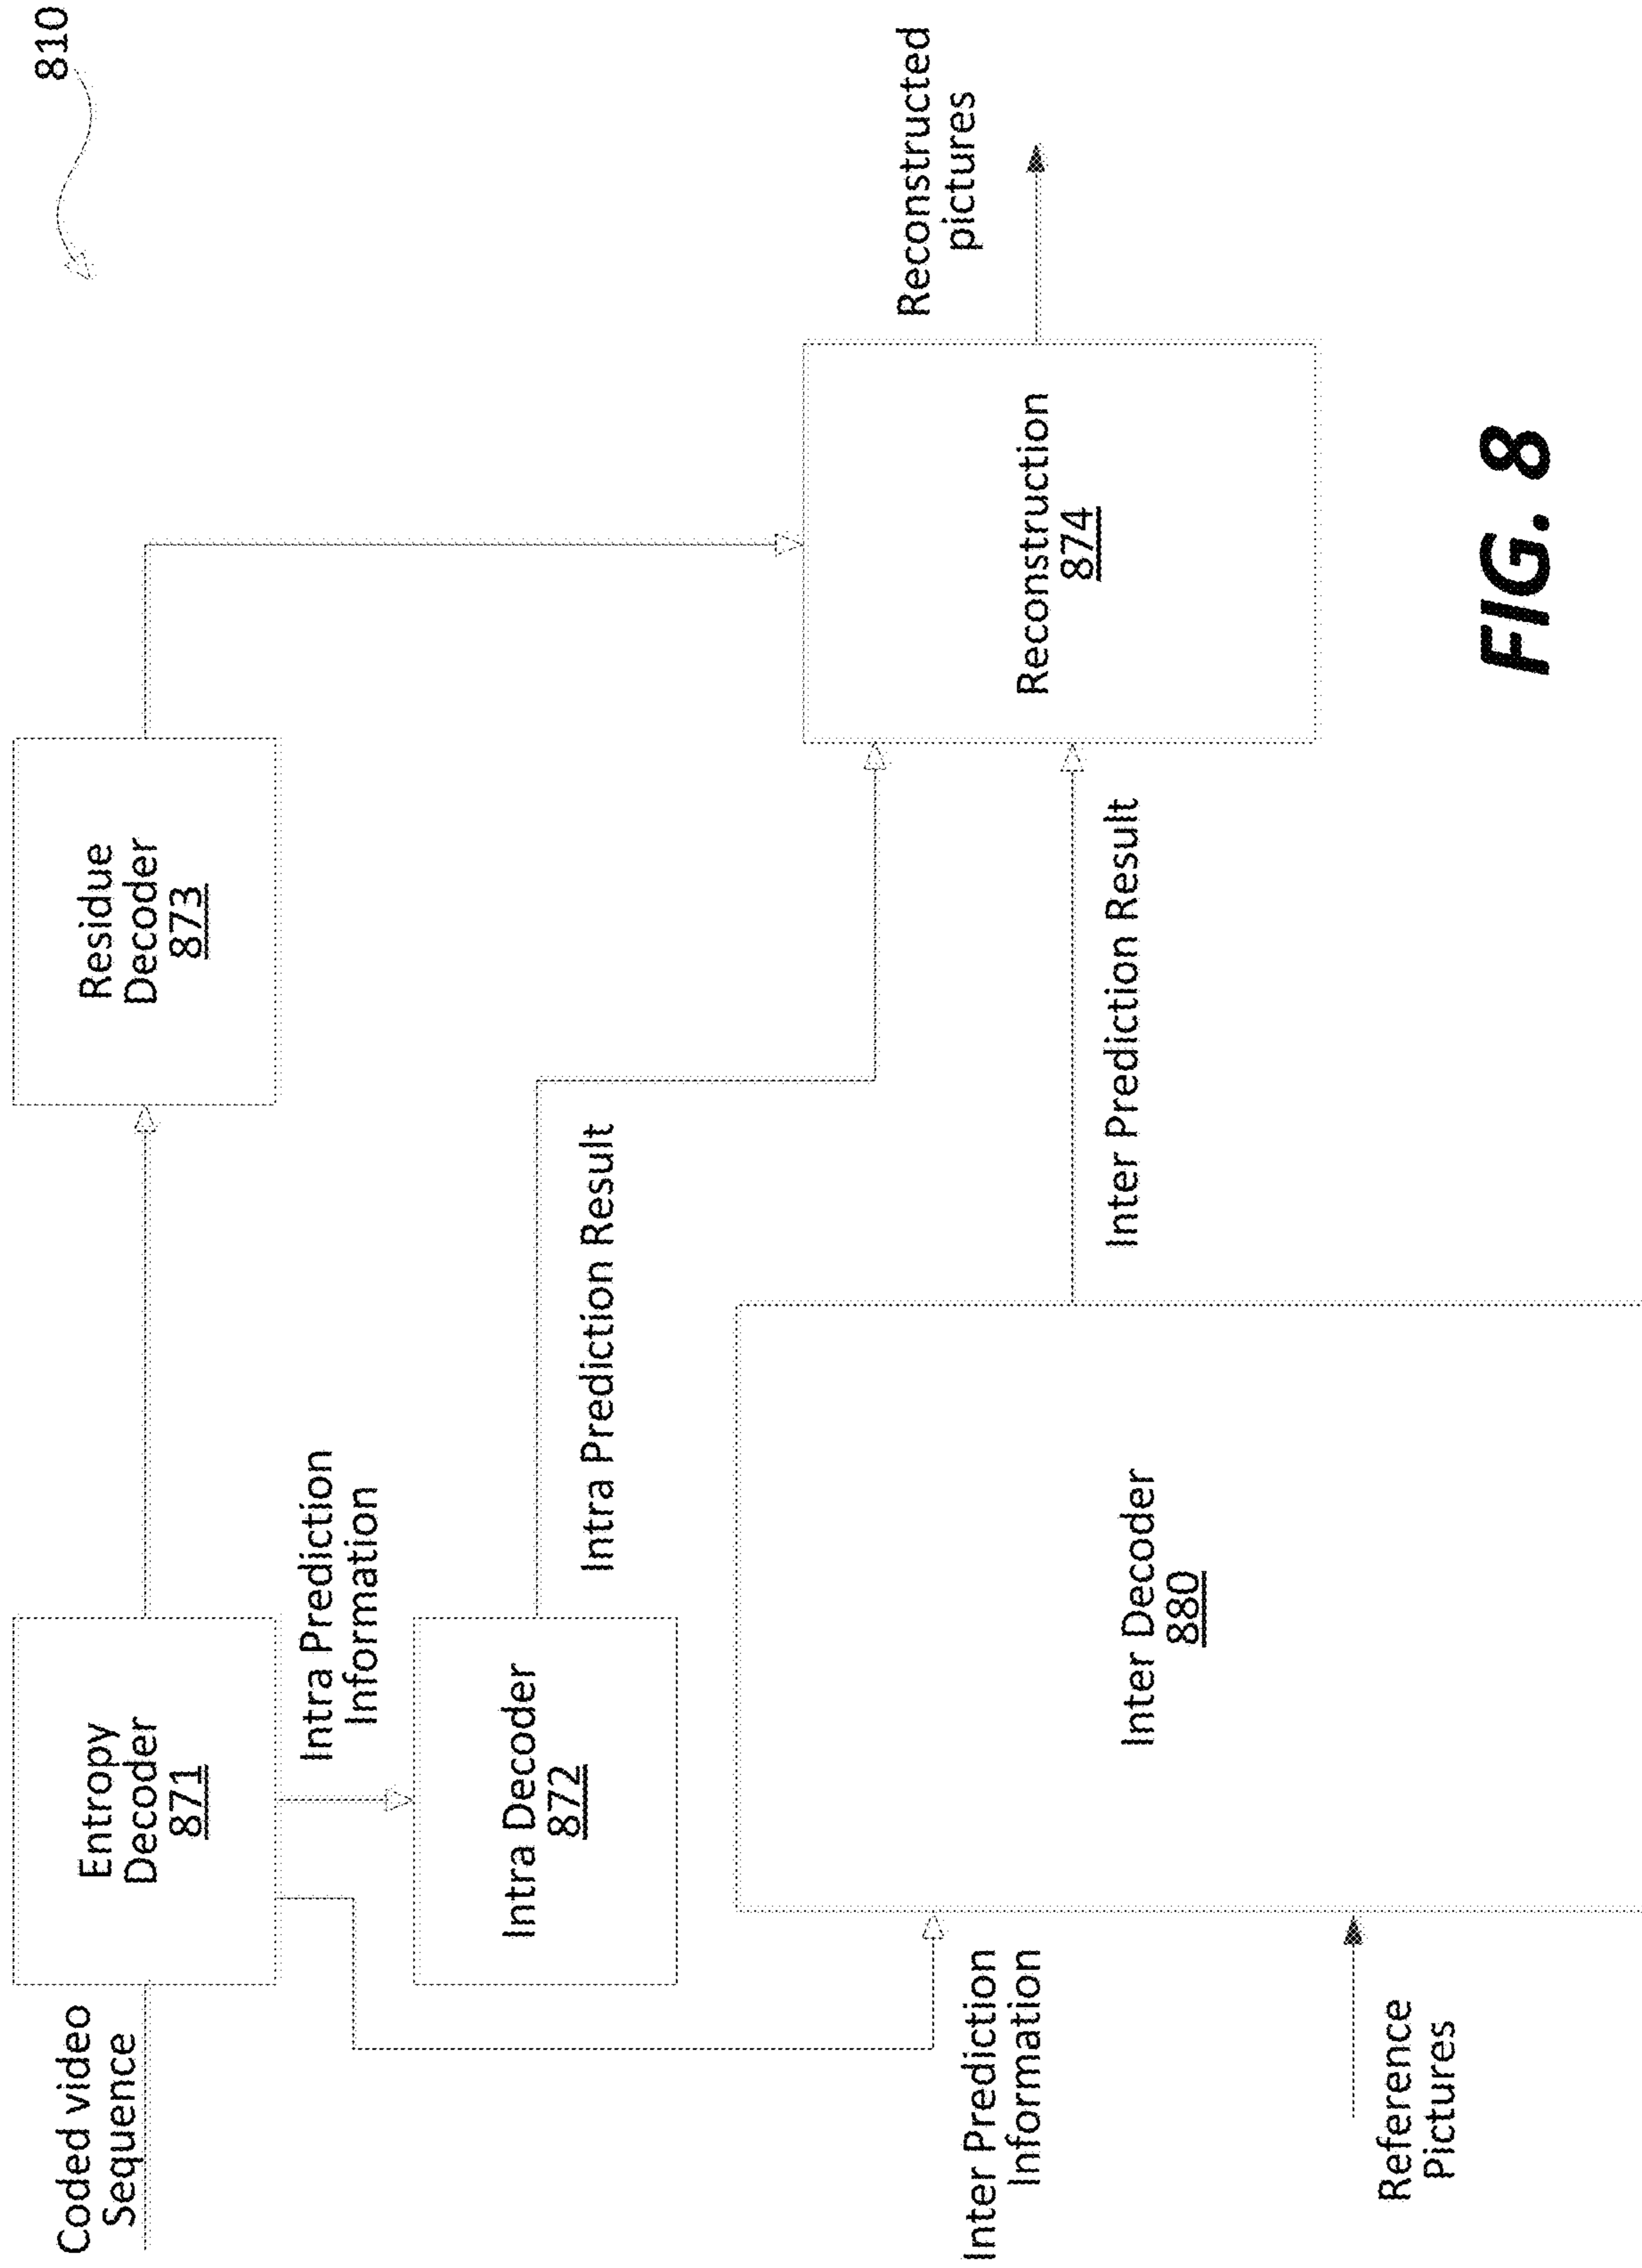 810
Coded video
Sequence
Entropy
Decoder
871
Residue
Decoder
873
Intra Prediction
Information
Intra Decoder
872
Intra Prediction Result
Reconstructed
pictures
Inter Prediction
Information
Inter Decoder
880
Inter Prediction Result
Reconstruction
874
Reference
Pictures
FIG. 8